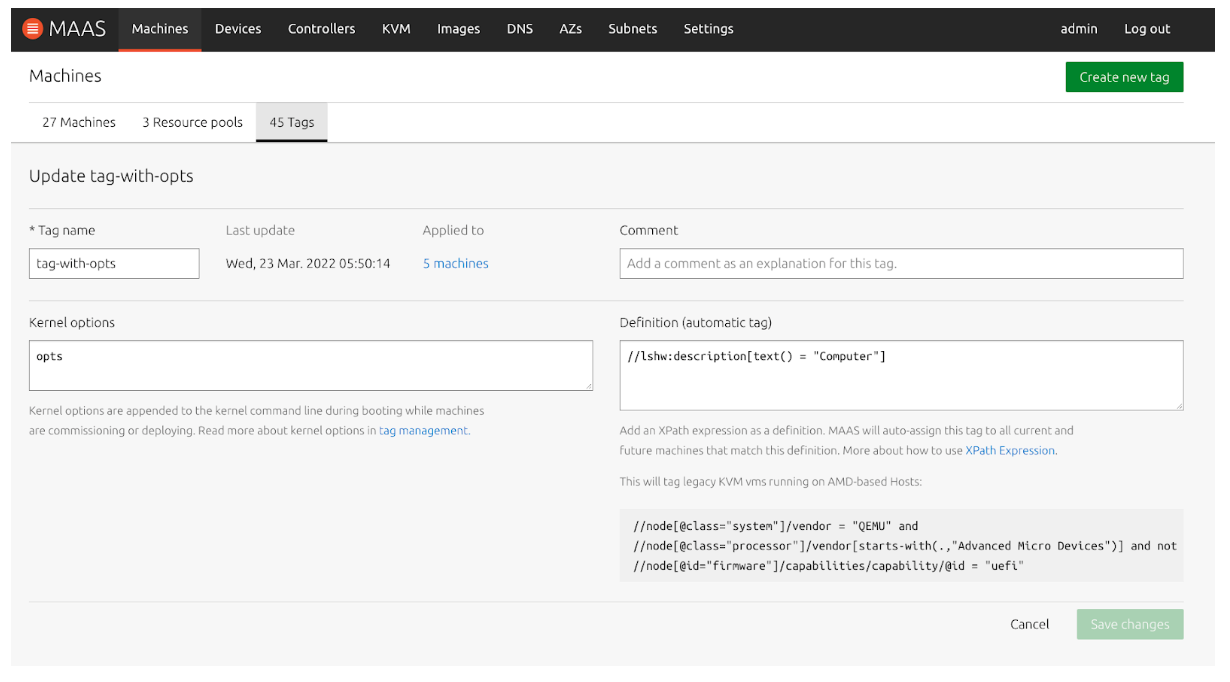 MAAS Machines Devices Controllers KVM Images DNS AZs Subnets Settings admin Log out
Machines
Create new tag
27 Machines 3 Resource pools 45 Tags
Update tag-with-opts
* Tag name Last update Applied to Comment
tag-with-opts Wed, 23 Mar. 2022 05:50:14 5 machines Add a comment as an explanation for this tag.
Kernel options
opts
Kernel options are appended to the kernel command line during booting while machines
are commissioning or deploying. Read more about kernel options in tag management.
Definition (automatic tag)
//lshw:description[text() = "Computer"]
Add an XPath expression as a definition. MAAS will auto-assign this tag to all current and
future machines that match this definition. More about how to use XPath Expression.
This will tag legacy KVM vms running on AMD-based Hosts:
//node[@class="system"]/vendor = "QEMU" and
//node[@class="processor"]/vendor[starts-with(.,"Advanced Micro Devices")] and not
//node[@id="firmware"]/capabilities/capability/@id = "uefi"
Cancel Save changes